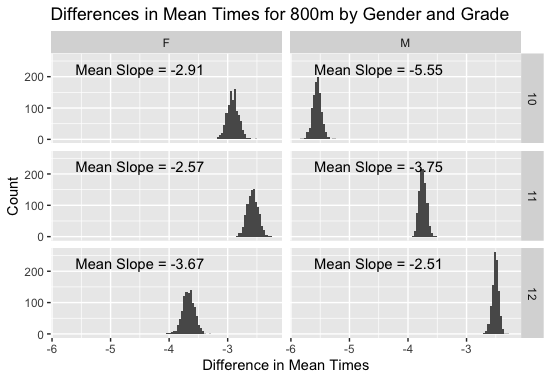 Differences in Mean Times for 800m by Gender and Grade
F
M
Mean Slope = -2.91
Mean Slope = -5.55
10
200
100
0
Mean Slope = -2.57
Mean Slope = -3.75
11
200
100
0
Count
Mean Slope = -3.67
Mean Slope = -2.51
12
200
100
0
-6
-5
-4
-3
-6
-5
-4
-3
Difference in Mean Times